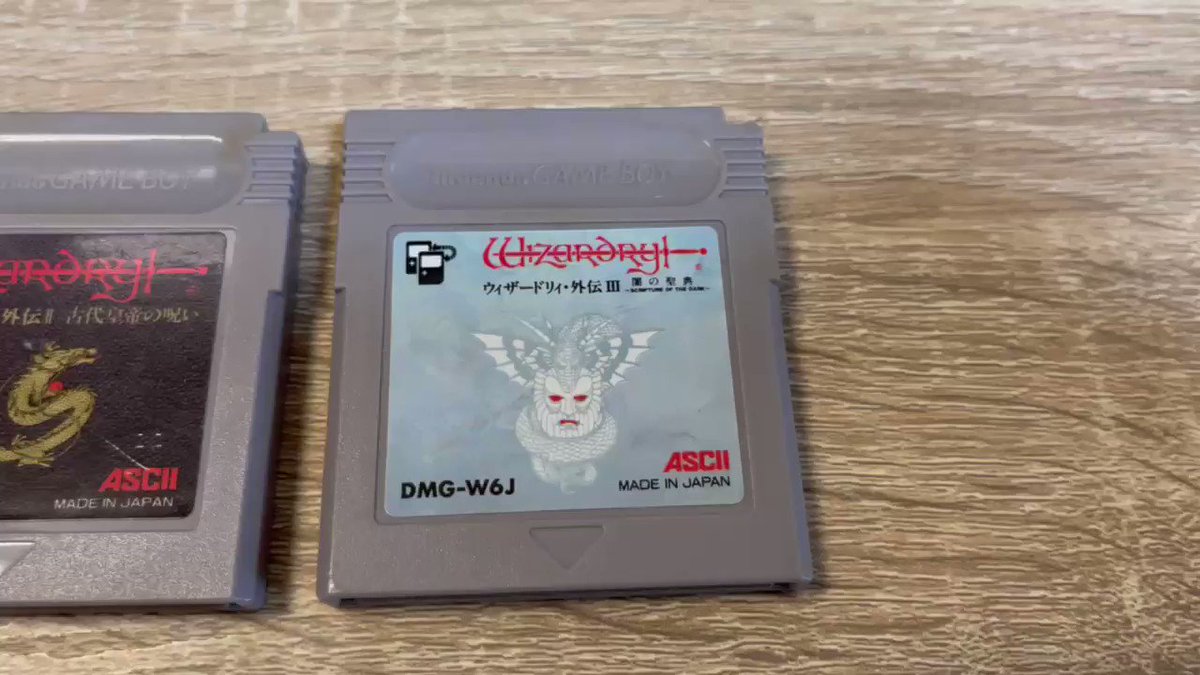 GAME BOY
ARDRY
外伝II 古代皇帝の呪い
ASCII
MADE IN JAPAN
Nintendo GAME BOY
Wizardry
ウィザードリィ・外伝III 闇の聖典
~SCRIPTURE OF THE DARK~
DMG-W6J
ASCII
MADE IN JAPAN